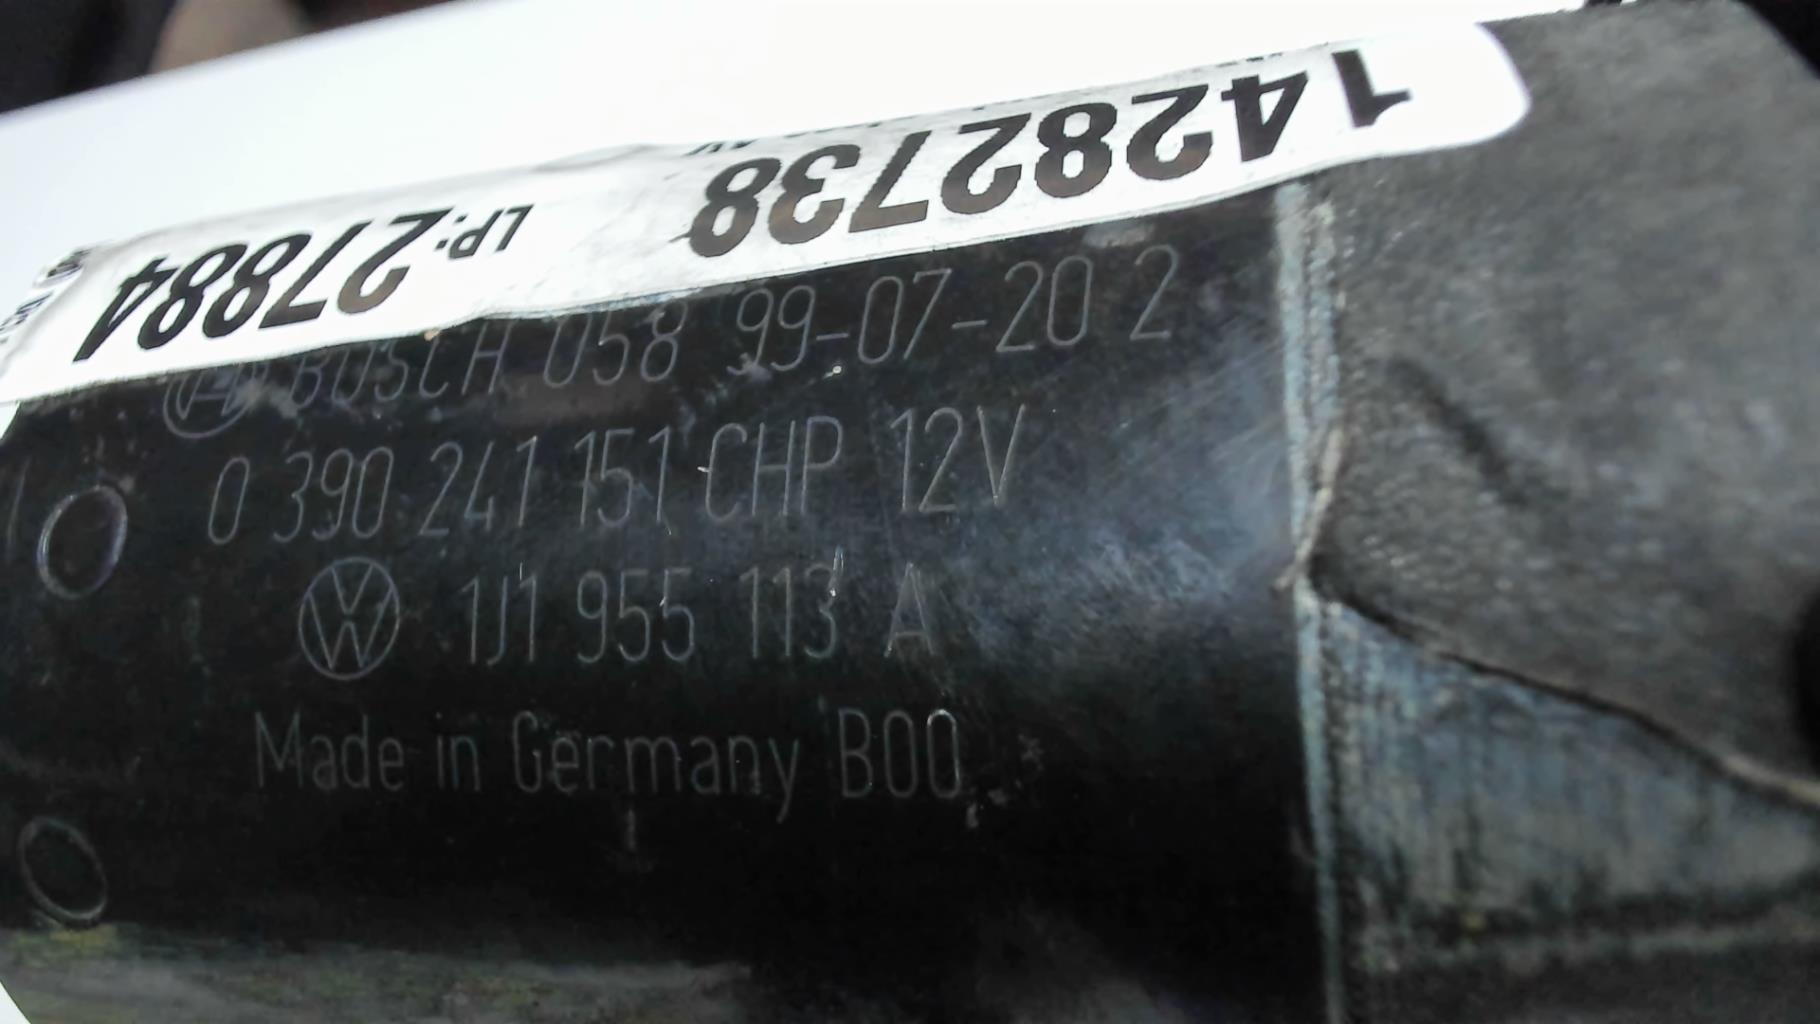 14282738
LP:27884
BOSCH 058 99-07-20 2
0 390 241 151 CHP 12V
1J1 955 113 A
Made in Germany B00